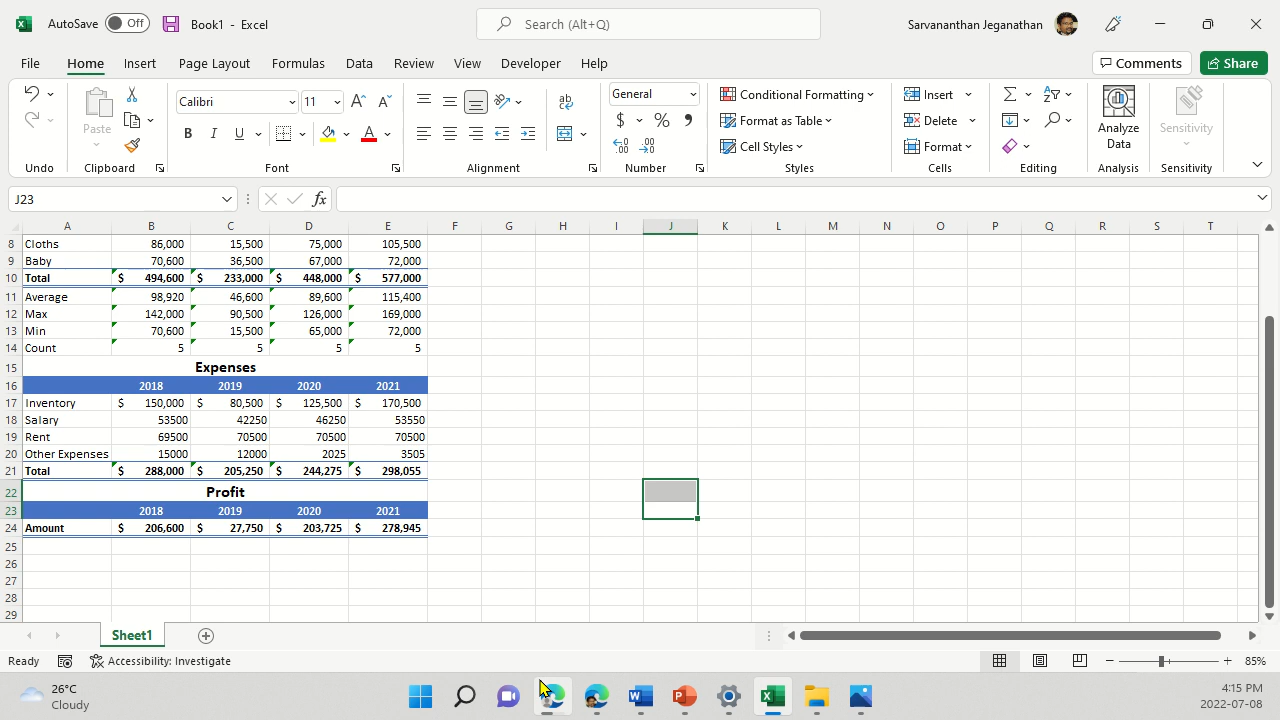 AutoSave Off Book1 - Excel Search (Alt+Q) Sarvananthan Jeganathan
File Home Insert Page Layout Formulas Data Review View Developer Help Comments Share
Calibri 11 General Conditional Formatting Insert
Paste Format as Table Delete Analyze Data Sensitivity
B I U A $ % Cell Styles Format
Undo Clipboard Font Alignment Number Styles Cells Editing Analysis Sensitivity
J23 fx
A B C D E F G H I J K L M N O P Q R S T
8 Cloths 86,000 15,500 75,000 105,500
9 Baby 70,600 36,500 67,000 72,000
10 Total $ 494,600 $ 233,000 $ 448,000 $ 577,000
11 Average 98,920 46,600 89,600 115,400
12 Max 142,000 90,500 126,000 169,000
13 Min 70,600 15,500 65,000 72,000
14 Count 5 5 5 5
15 Expenses
16 2018 2019 2020 2021
17 Inventory $ 150,000 $ 80,500 $ 125,500 $ 170,500
18 Salary 53500 42250 46250 53550
19 Rent 69500 70500 70500 70500
20 Other Expenses 15000 12000 2025 3505
21 Total $ 288,000 $ 205,250 $ 244,275 $ 298,055
22 Profit
23 2018 2019 2020 2021
24 Amount $ 206,600 $ 27,750 $ 203,725 $ 278,945
25
26
27
28
29
Sheet1
Ready Accessibility: Investigate 85%
26°C 4:15 PM
Cloudy 2022-07-08